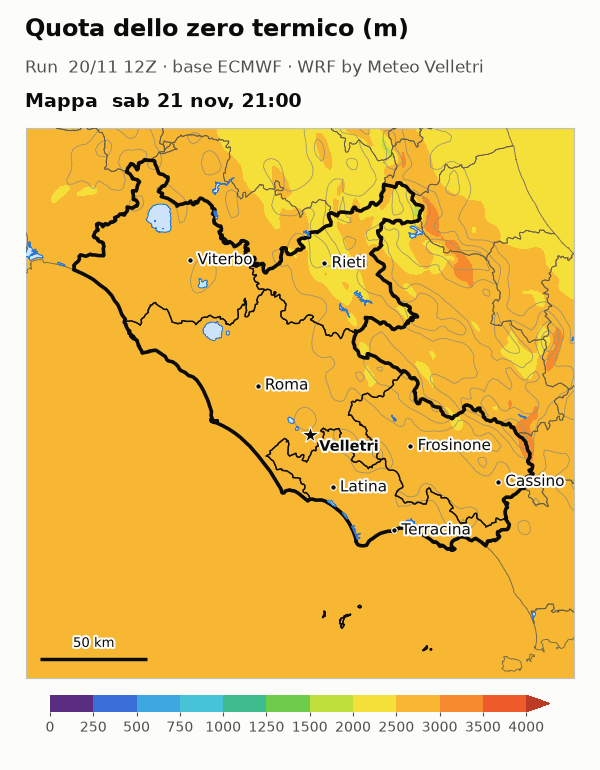 Quota dello zero termico (m)
Run  20/11 12Z · base ECMWF · WRF by Meteo Velletri
Mappa  sab 21 nov, 21:00
Viterbo
Rieti
Roma
Velletri
Frosinone
Cassino
Latina
Terracina
50 km
0 250 500 750 1000 1250 1500 2000 2500 3000 3500 4000